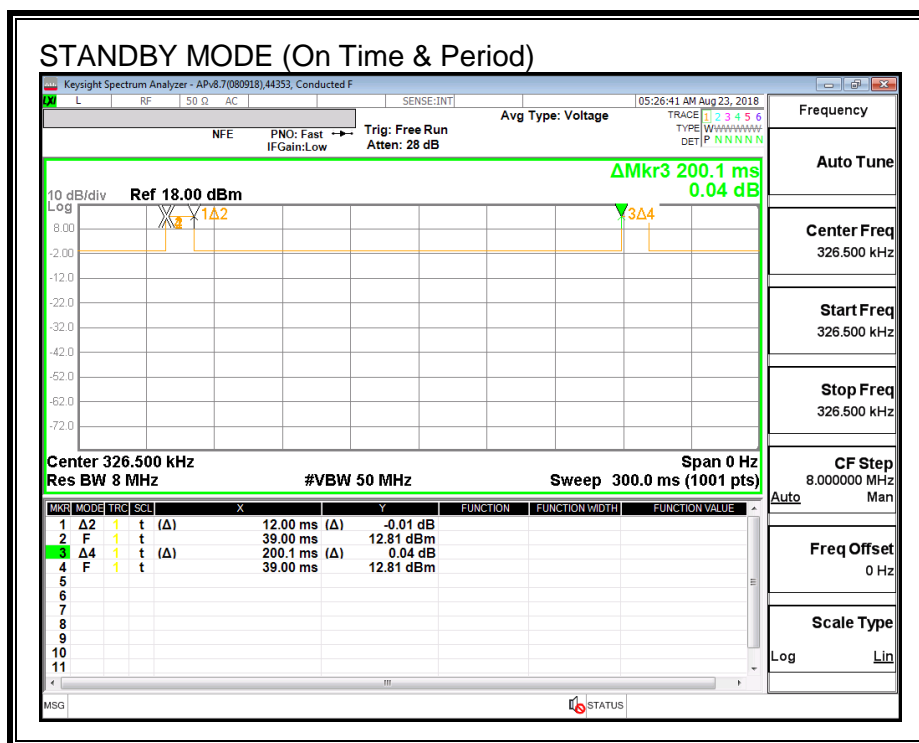 STANDBY MODE (On Time & Period)
Keysight Spectrum Analyzer - APv8.7(080918),44353, Conducted F
LXI L RF 50 Ω AC SENSE:INT 05:26:41 AM Aug 23, 2018
NFE PNO: Fast IFGain:Low
Trig: Free Run
Atten: 28 dB
Avg Type: Voltage
TRACE 1 2 3 4 5 6
TYPE WWWWWWW
DET P N N N N N
ΔMkr3 200.1 ms
0.04 dB
10 dB/div Ref 18.00 dBm
Log
8.00
-2.00
-12.0
-22.0
-32.0
-42.0
-52.0
-62.0
-72.0
1Δ2
3Δ4
Center 326.500 kHz Span 0 Hz
Res BW 8 MHz #VBW 50 MHz Sweep 300.0 ms (1001 pts)
MKR MODE TRC SCL X Y FUNCTION FUNCTION WIDTH FUNCTION VALUE
1 Δ2 1 t (Δ) 12.00 ms (Δ) -0.01 dB
2 F 1 t 39.00 ms 12.81 dBm
3 Δ4 1 t (Δ) 200.1 ms (Δ) 0.04 dB
4 F 1 t 39.00 ms 12.81 dBm
5
6
7
8
9
10
11
MSG STATUS
Frequency
Auto Tune
Center Freq
326.500 kHz
Start Freq
326.500 kHz
Stop Freq
326.500 kHz
CF Step
8.000000 MHz
Auto Man
Freq Offset
0 Hz
Scale Type
Log Lin